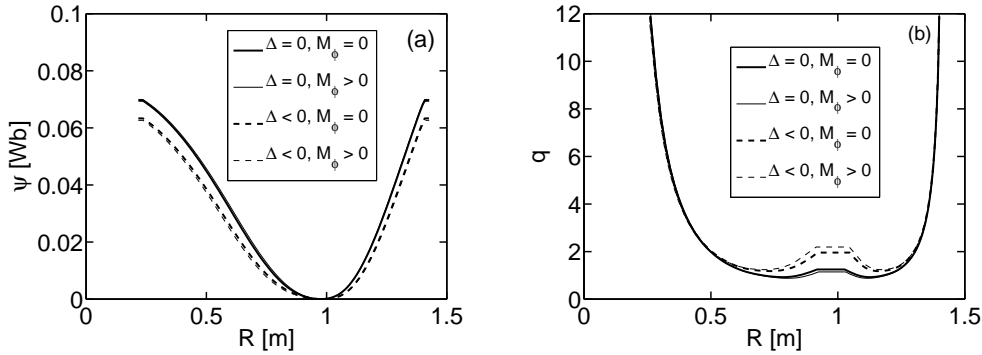 0.1
0.08
0.06
0.04
0.02
0
ψ [Wb]
(a)
Δ = 0, M_ϕ = 0
Δ = 0, M_ϕ > 0
Δ < 0, M_ϕ = 0
Δ < 0, M_ϕ > 0
0 0.5 1 1.5
R [m]
12
10
8
6
4
2
0
q
(b)
Δ = 0, M_ϕ = 0
Δ = 0, M_ϕ > 0
Δ < 0, M_ϕ = 0
Δ < 0, M_ϕ > 0
0 0.5 1 1.5
R [m]